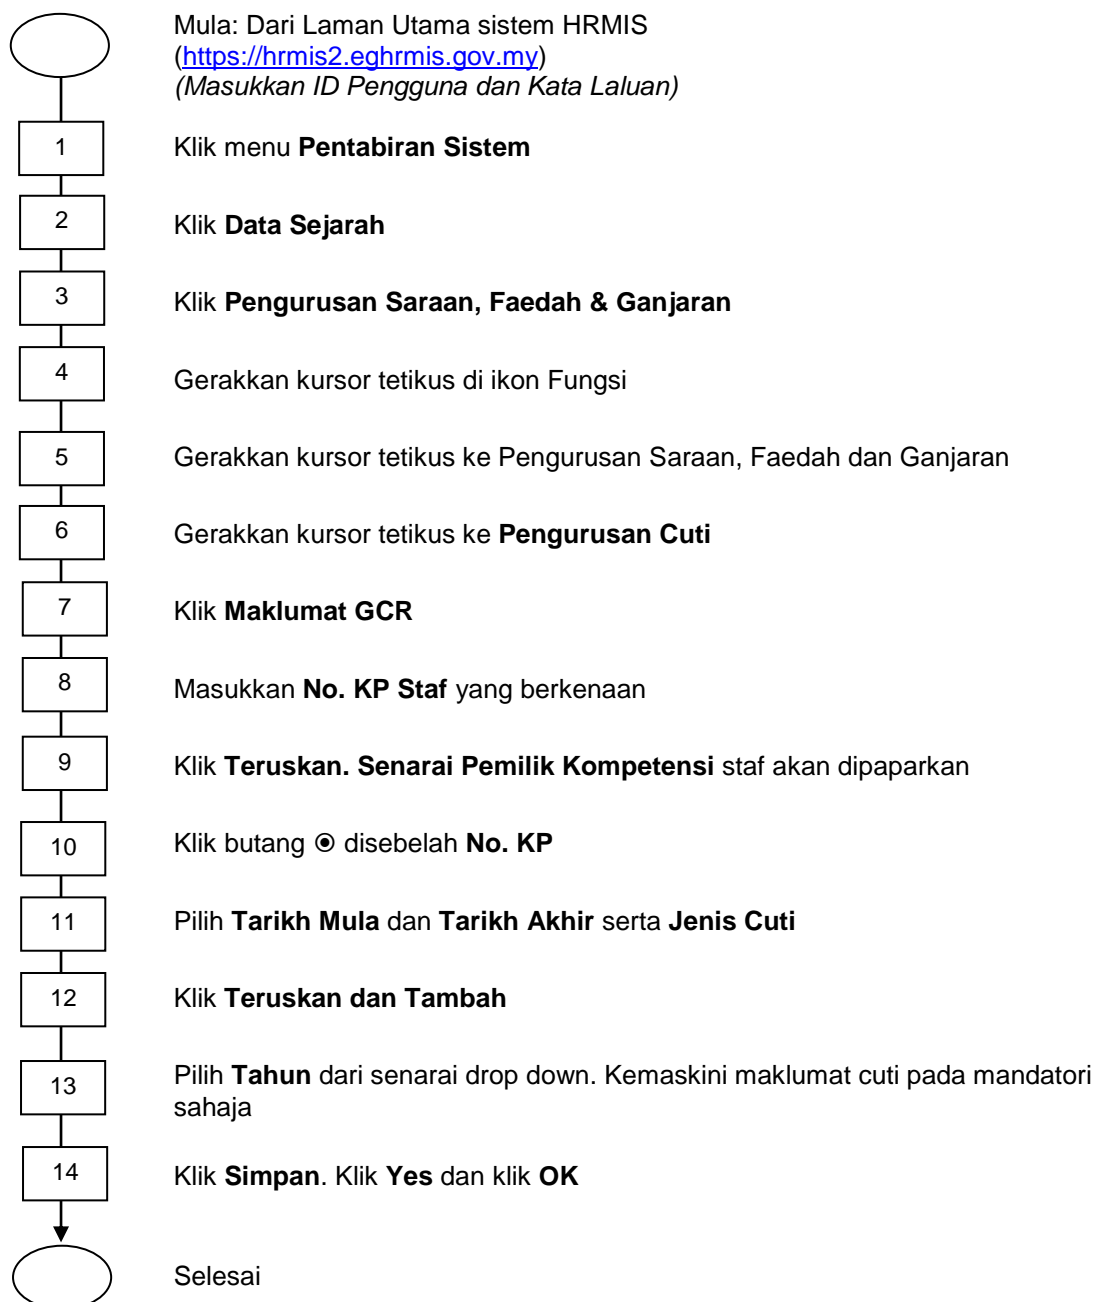 Mula: Dari Laman Utama sistem HRMIS
(https://hrmis2.eghrmis.gov.my)
(Masukkan ID Pengguna dan Kata Laluan)
1
Klik menu Pentabiran Sistem
2
Klik Data Sejarah
3
Klik Pengurusan Saraan, Faedah & Ganjaran
4
Gerakkan kursor tetikus di ikon Fungsi
5
Gerakkan kursor tetikus ke Pengurusan Saraan, Faedah dan Ganjaran
6
Gerakkan kursor tetikus ke Pengurusan Cuti
7
Klik Maklumat GCR
8
Masukkan No. KP Staf yang berkenaan
9
Klik Teruskan. Senarai Pemilik Kompetensi staf akan dipaparkan
10
Klik butang ◉ disebelah No. KP
11
Pilih Tarikh Mula dan Tarikh Akhir serta Jenis Cuti
12
Klik Teruskan dan Tambah
13
Pilih Tahun dari senarai drop down. Kemaskini maklumat cuti pada mandatori
sahaja
14
Klik Simpan. Klik Yes dan klik OK
Selesai